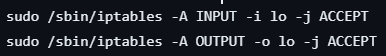 sudo /sbin/iptables -A INPUT -i lo -j ACCEPT
sudo /sbin/iptables -A OUTPUT -o lo -j ACCEPT